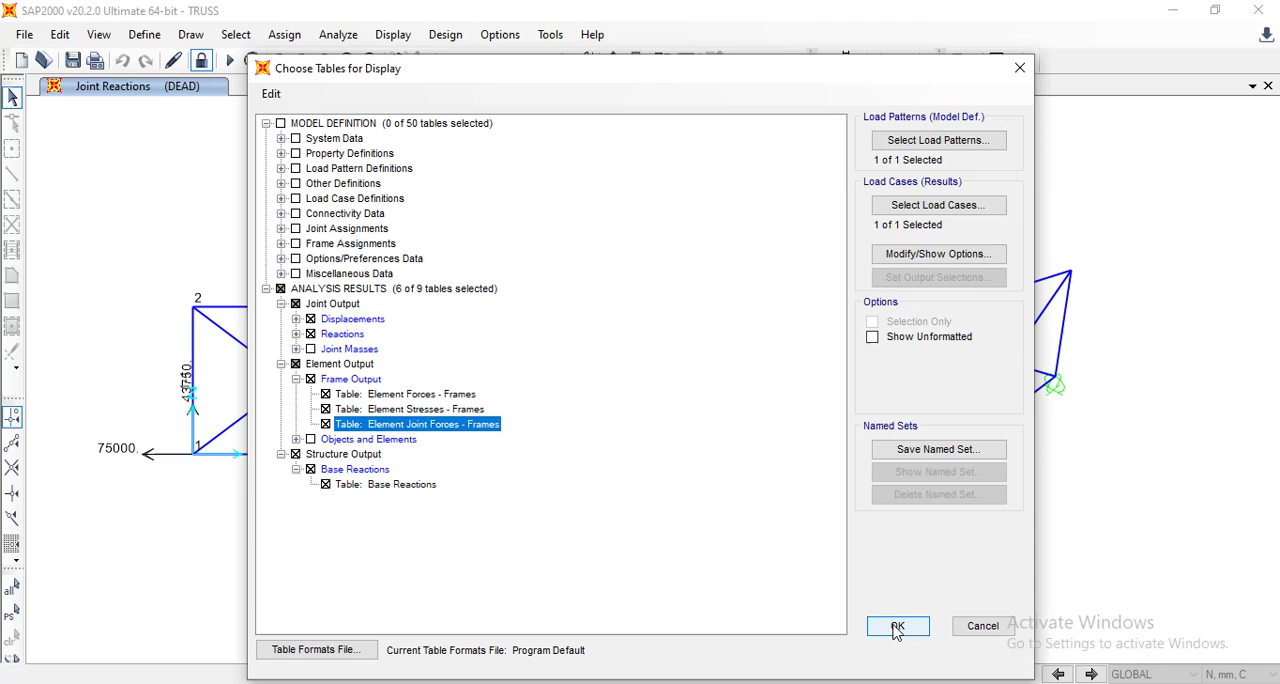 SAP2000 v20.2.0 Ultimate 64-bit - TRUSS
File Edit View Define Draw Select Assign Analyze Display Design Options Tools Help
Joint Reactions (DEAD)
Choose Tables for Display
Edit
MODEL DEFINITION (0 of 50 tables selected)
System Data
Property Definitions
Load Pattern Definitions
Other Definitions
Load Case Definitions
Connectivity Data
Joint Assignments
Frame Assignments
Options/Preferences Data
Miscellaneous Data
ANALYSIS RESULTS (6 of 9 tables selected)
Joint Output
Displacements
Reactions
Joint Masses
Element Output
Frame Output
Table: Element Forces - Frames
Table: Element Stresses - Frames
Table: Element Joint Forces - Frames
Objects and Elements
Structure Output
Base Reactions
Table: Base Reactions
Load Patterns (Model Def.)
Select Load Patterns...
1 of 1 Selected
Load Cases (Results)
Select Load Cases...
1 of 1 Selected
Modify/Show Options...
Set Output Selections...
Options
Selection Only
Show Unformatted
Named Sets
Save Named Set...
Show Named Set...
Delete Named Set...
OK Cancel
Table Formats File... Current Table Formats File: Program Default
2
43750.
75000.
1
all
PS
clr
Activate Windows
Go to Settings to activate Windows.
GLOBAL N, mm, C